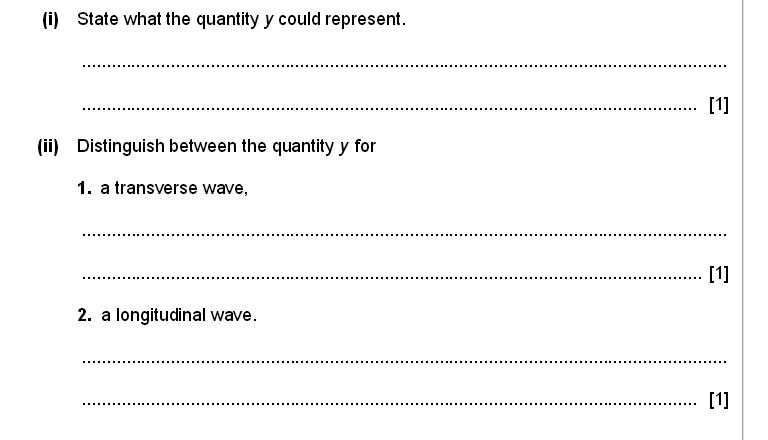 (i) State what the quantity y could represent.
..........................................................................................................................................
.................................................................................................................................... [1]
(ii) Distinguish between the quantity y for
1. a transverse wave,
..........................................................................................................................................
.................................................................................................................................... [1]
2. a longitudinal wave.
..........................................................................................................................................
.................................................................................................................................... [1]